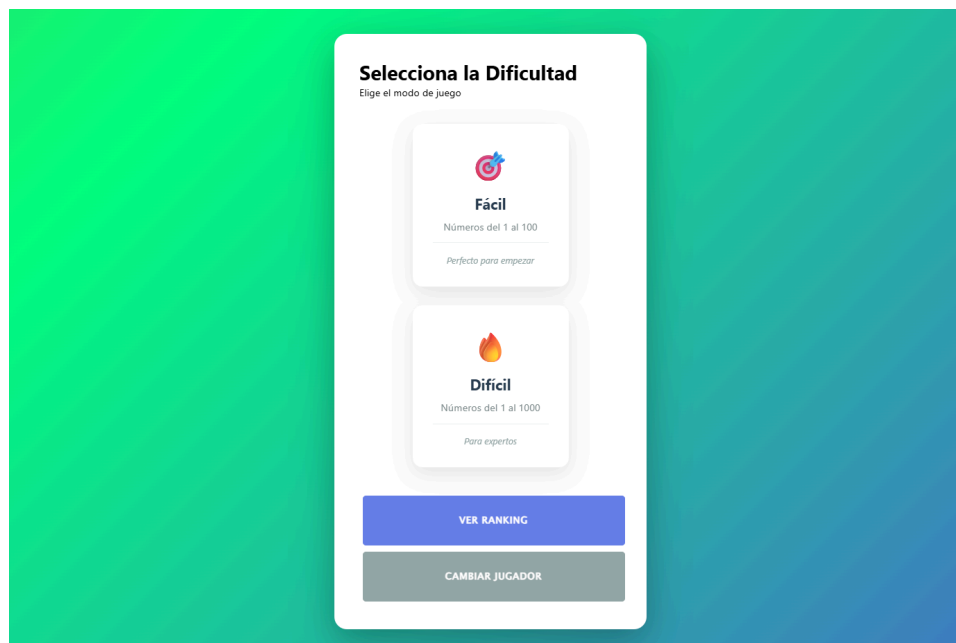 Selecciona la Dificultad
Elige el modo de juego
Fácil
Números del 1 al 100
Perfecto para empezar
Difícil
Números del 1 al 1000
Para expertos
VER RANKING
CAMBIAR JUGADOR